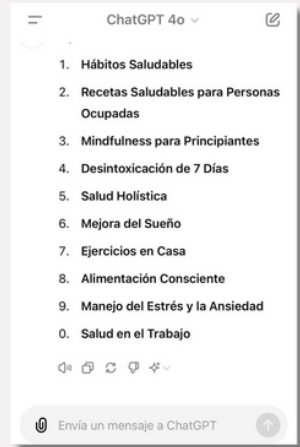 ChatGPT 4o
1. Hábitos Saludables
2. Recetas Saludables para Personas
Ocupadas
3. Mindfulness para Principiantes
4. Desintoxicación de 7 Días
5. Salud Holística
6. Mejora del Sueño
7. Ejercicios en Casa
8. Alimentación Consciente
9. Manejo del Estrés y la Ansiedad
0. Salud en el Trabajo
Envía un mensaje a ChatGPT